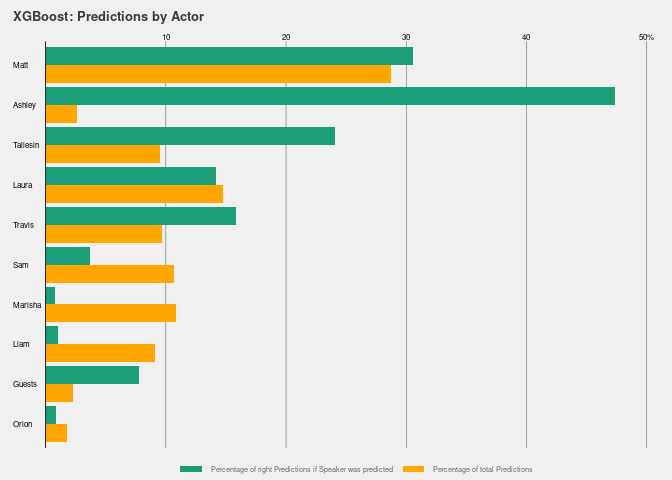 XGBoost: Predictions by Actor
10 20 30 40 50%
Matt
Ashley
Taliesin
Laura
Travis
Sam
Marisha
Liam
Guests
Orion
Percentage of right Predictions if Speaker was predicted Percentage of total Predictions